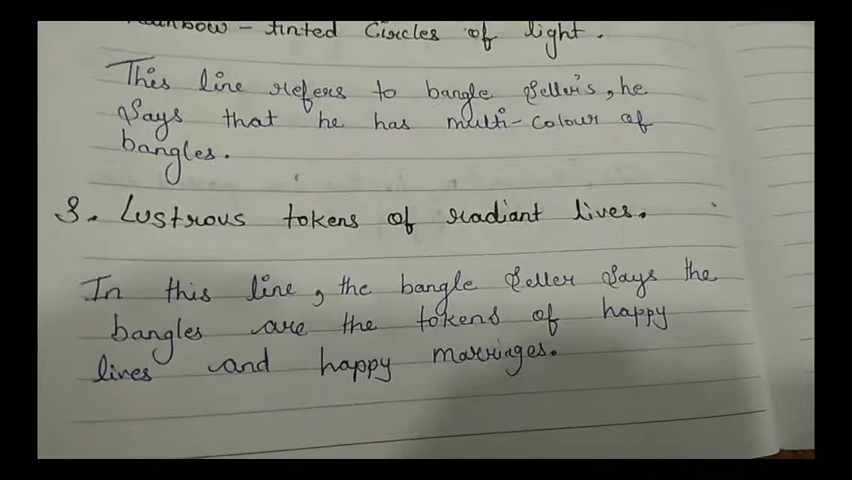 Rainbow - tinted Circles of light.
This line refers to bangle Seller's, he
Says that he has multi-colour of
bangles.
3. Lustrous tokens of radiant lives.
In this line, the bangle Seller Says the
bangles are the tokens of happy
lives and happy marriages.